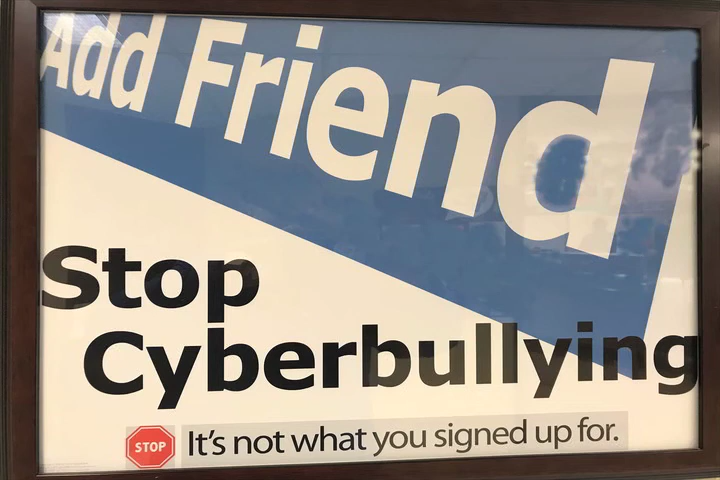 Add Friend
Stop
Cyberbullying
STOP
It's not what you signed up for.